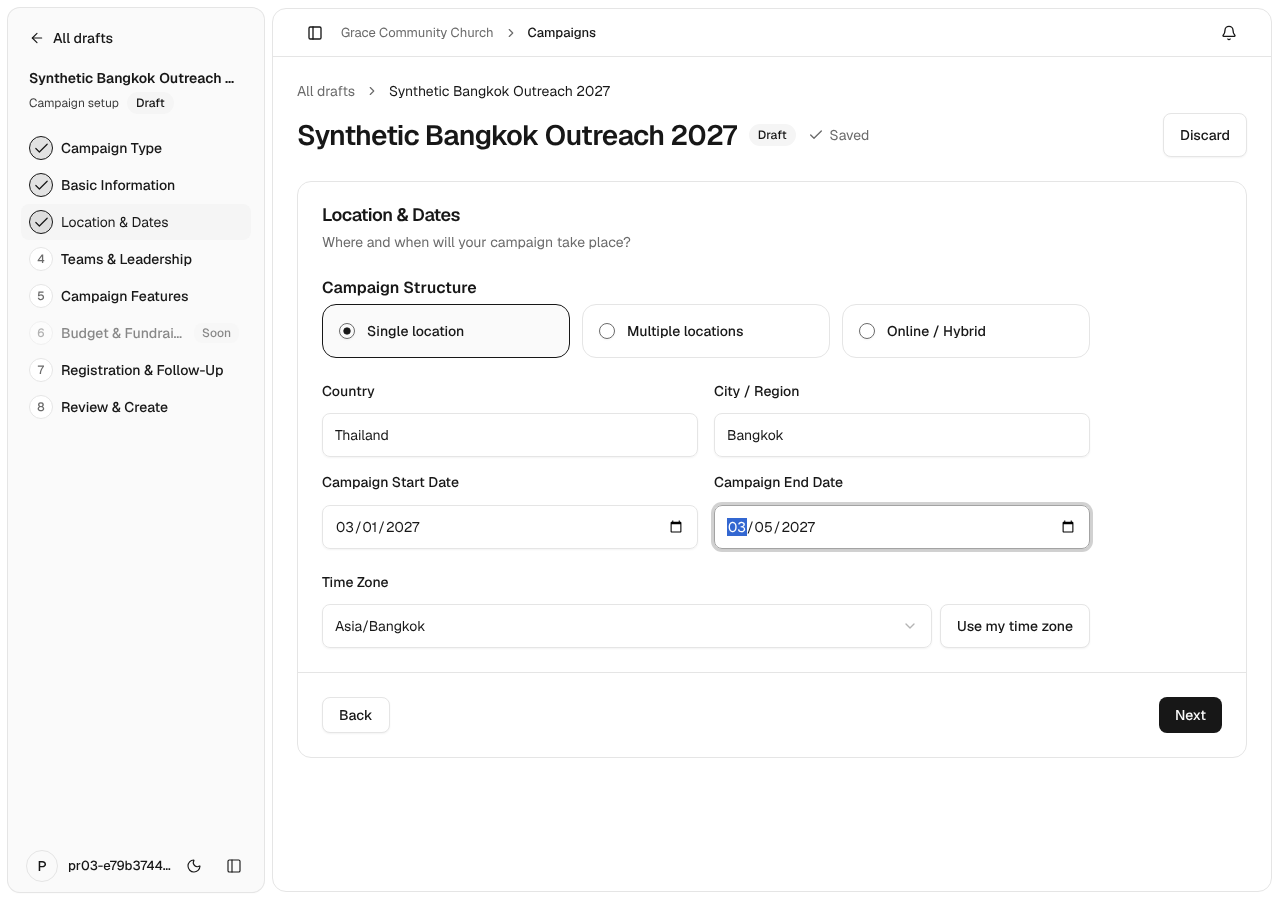 All drafts
Synthetic Bangkok Outreach ...
Campaign setup Draft
Campaign Type
Basic Information
Location & Dates
4 Teams & Leadership
5 Campaign Features
6 Budget & Fundrai... Soon
7 Registration & Follow-Up
8 Review & Create
P pr03-e79b3744...
Grace Community Church > Campaigns
All drafts > Synthetic Bangkok Outreach 2027
Synthetic Bangkok Outreach 2027 Draft Saved Discard
Location & Dates
Where and when will your campaign take place?
Campaign Structure
Single location Multiple locations Online / Hybrid
Country City / Region
Thailand Bangkok
Campaign Start Date Campaign End Date
03/01/2027 03/05/2027
Time Zone
Asia/Bangkok Use my time zone
Back Next